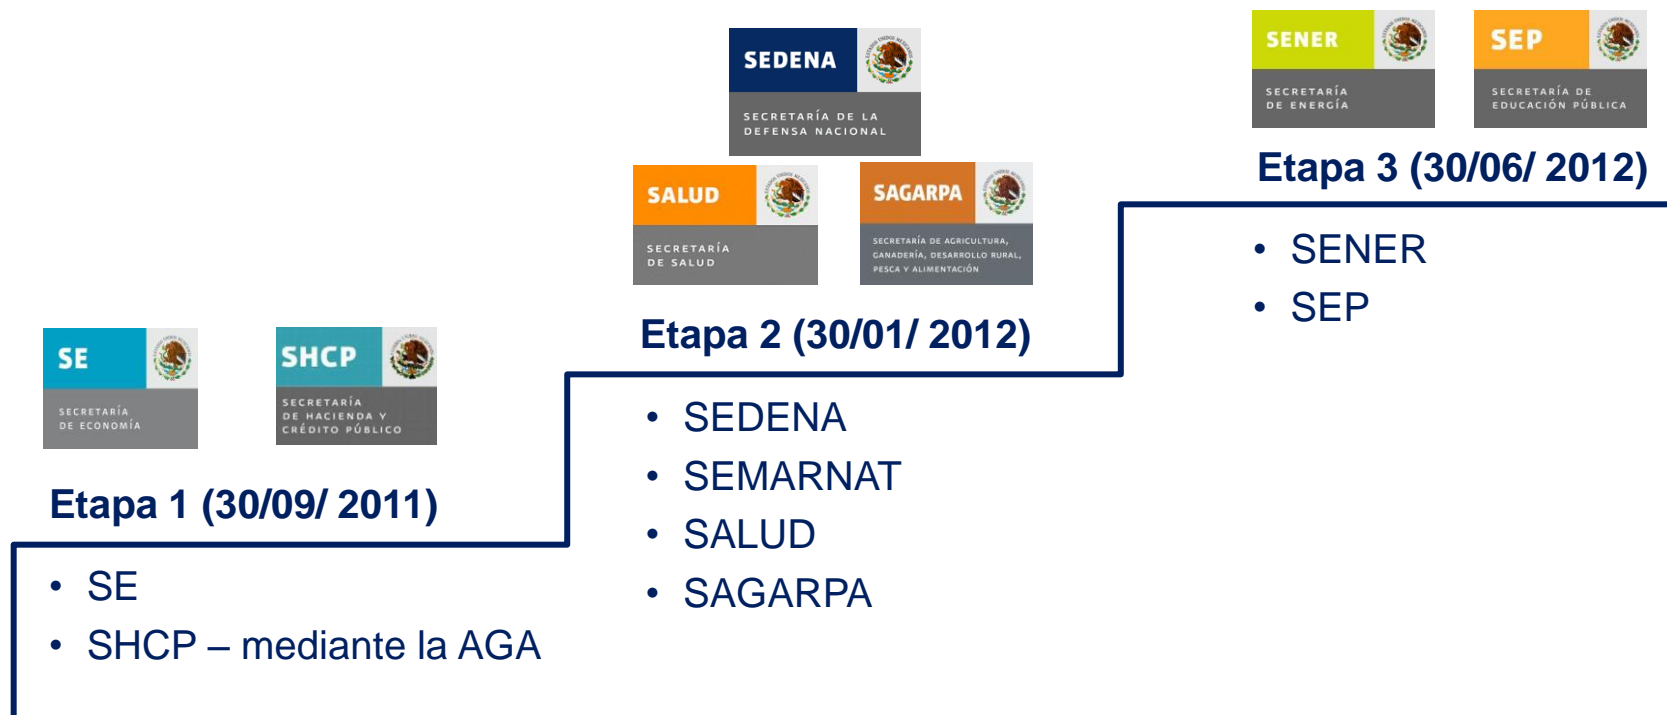 SE
SECRETARÍA
DE ECONOMÍA
SHCP
SECRETARÍA
DE HACIENDA Y
CRÉDITO PÚBLICO
Etapa 1 (30/09/ 2011)
• SE
• SHCP – mediante la AGA
SEDENA
SECRETARÍA DE LA
DEFENSA NACIONAL
SALUD
SECRETARÍA
DE SALUD
SAGARPA
SECRETARÍA DE AGRICULTURA,
GANADERÍA, DESARROLLO RURAL,
PESCA Y ALIMENTACIÓN
Etapa 2 (30/01/ 2012)
• SEDENA
• SEMARNAT
• SALUD
• SAGARPA
SENER
SECRETARÍA
DE ENERGÍA
SEP
SECRETARÍA DE
EDUCACIÓN PÚBLICA
Etapa 3 (30/06/ 2012)
• SENER
• SEP